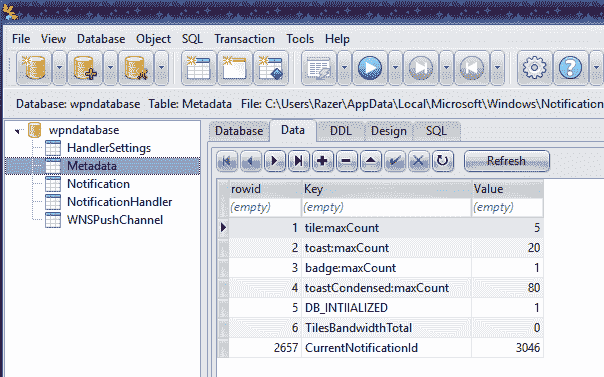 File View Database Object SQL Transaction Tools Help
Database: wpndatabase Table: Metadata File: C:\Users\Razer\AppData\Local\Microsoft\Windows\Notification
wpndatabase
HandlerSettings
Metadata
Notification
NotificationHandler
WNSPushChannel
Database Data DDL Design SQL
Refresh
rowid Key Value
(empty) (empty) (empty)
1 tile:maxCount 5
2 toast:maxCount 20
3 badge:maxCount 1
4 toastCondensed:maxCount 80
5 DB_INTIIALIZED 1
6 TilesBandwidthTotal 0
2657 CurrentNotificationId 3046